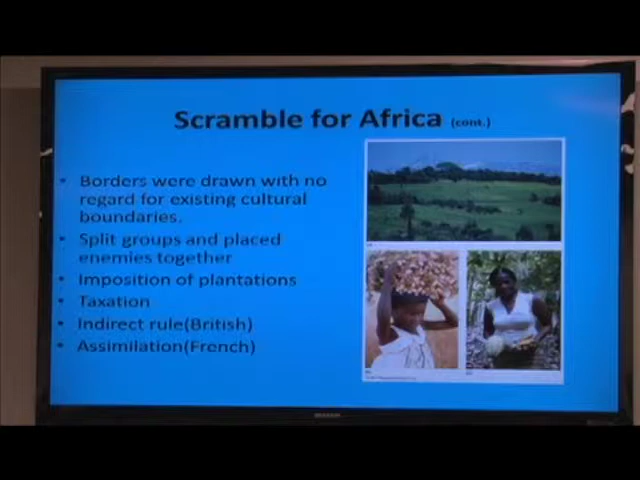 Scramble for Africa (cont.)
• Borders were drawn with no
regard for existing cultural
boundaries.
• Split groups and placed
enemies together
• Imposition of plantations
• Taxation
• Indirect rule(British)
• Assimilation(French)